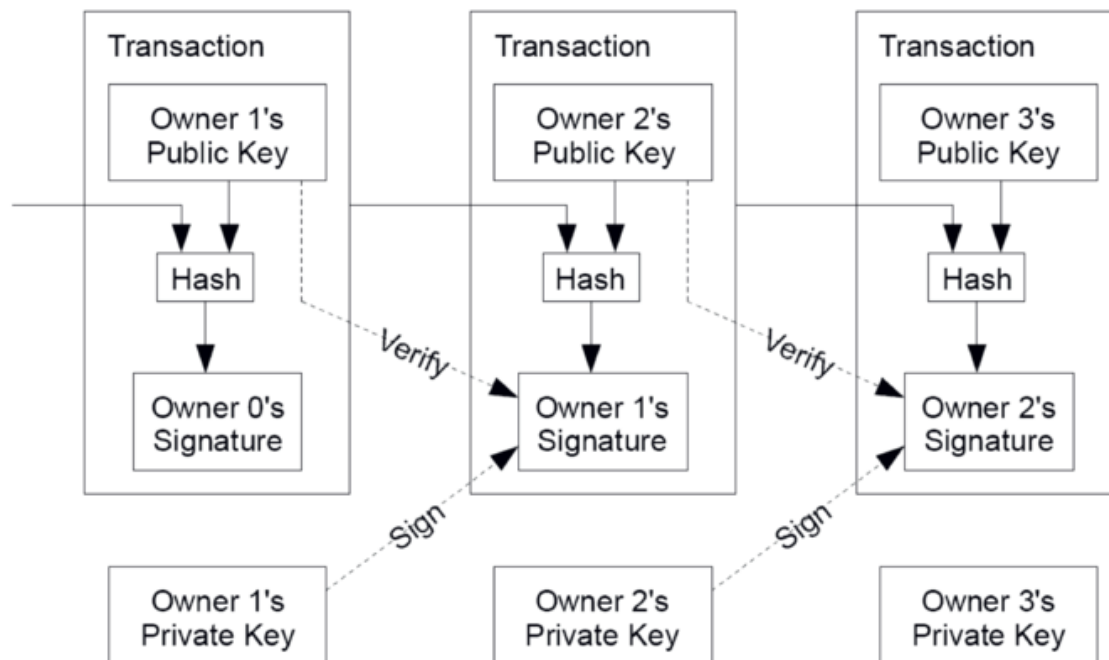 Transaction
Owner 1's
Public Key
Hash
Owner 0's
Signature
Transaction
Owner 2's
Public Key
Hash
Verify
Owner 1's
Signature
Transaction
Owner 3's
Public Key
Hash
Verify
Owner 2's
Signature
Sign
Sign
Owner 1's
Private Key
Owner 2's
Private Key
Owner 3's
Private Key